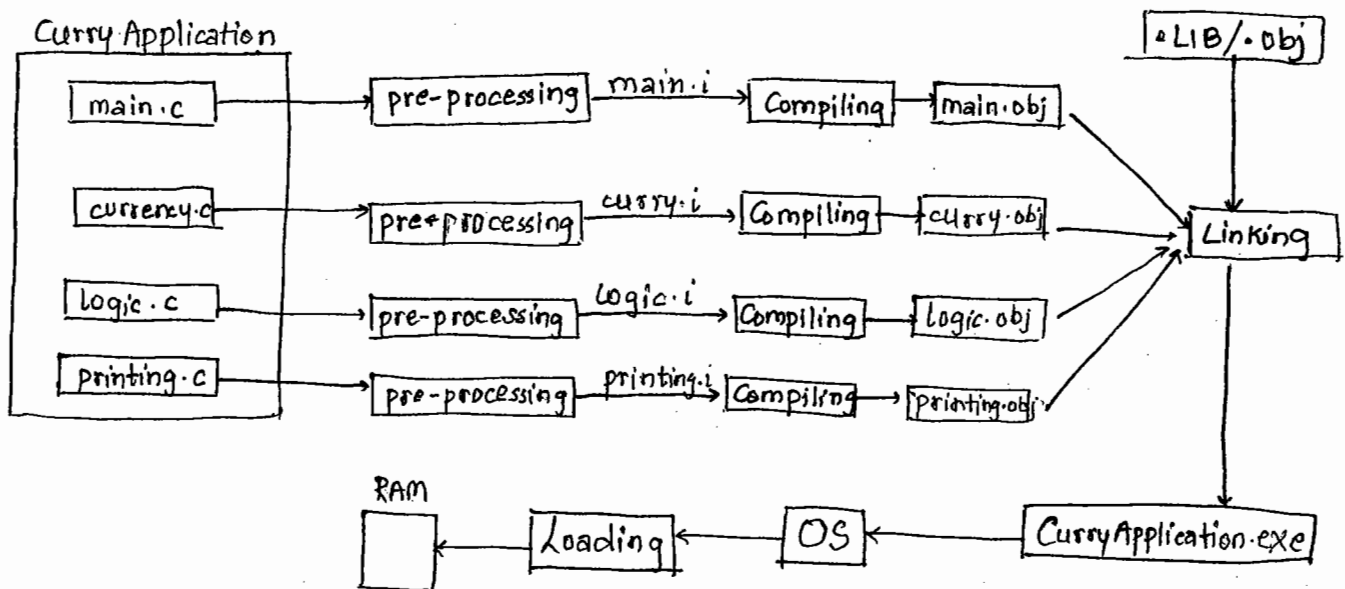 Curry Application
.LIB/.obj
main.c
pre-processing
main.i
Compiling
main.obj
currency.c
pre-processing
curry.i
Compiling
curry.obj
Linking
logic.c
pre-processing
logic.i
Compiling
logic.obj
printing.c
pre-processing
printing.i
Compiling
printing.obj
RAM
Loading
OS
CurryApplication.exe